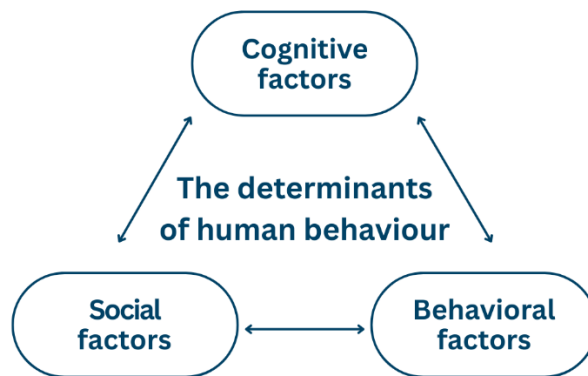 Cognitive
factors
The determinants
of human behaviour
Social
factors
Behavioral
factors